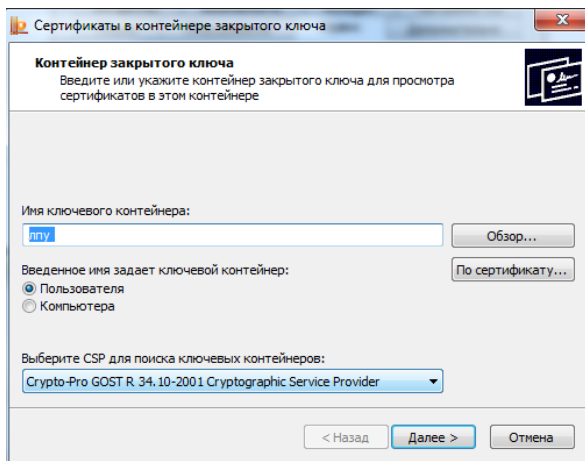 Сертификаты в контейнере закрытого ключа
Контейнер закрытого ключа
Введите или укажите контейнер закрытого ключа для просмотра
сертификатов в этом контейнере
Имя ключевого контейнера:
лпу
Обзор...
Введенное имя задает ключевой контейнер:
По сертификату...
Пользователя
Компьютера
Выберите CSP для поиска ключевых контейнеров:
Crypto-Pro GOST R 34.10-2001 Cryptographic Service Provider
< Назад
Далее >
Отмена